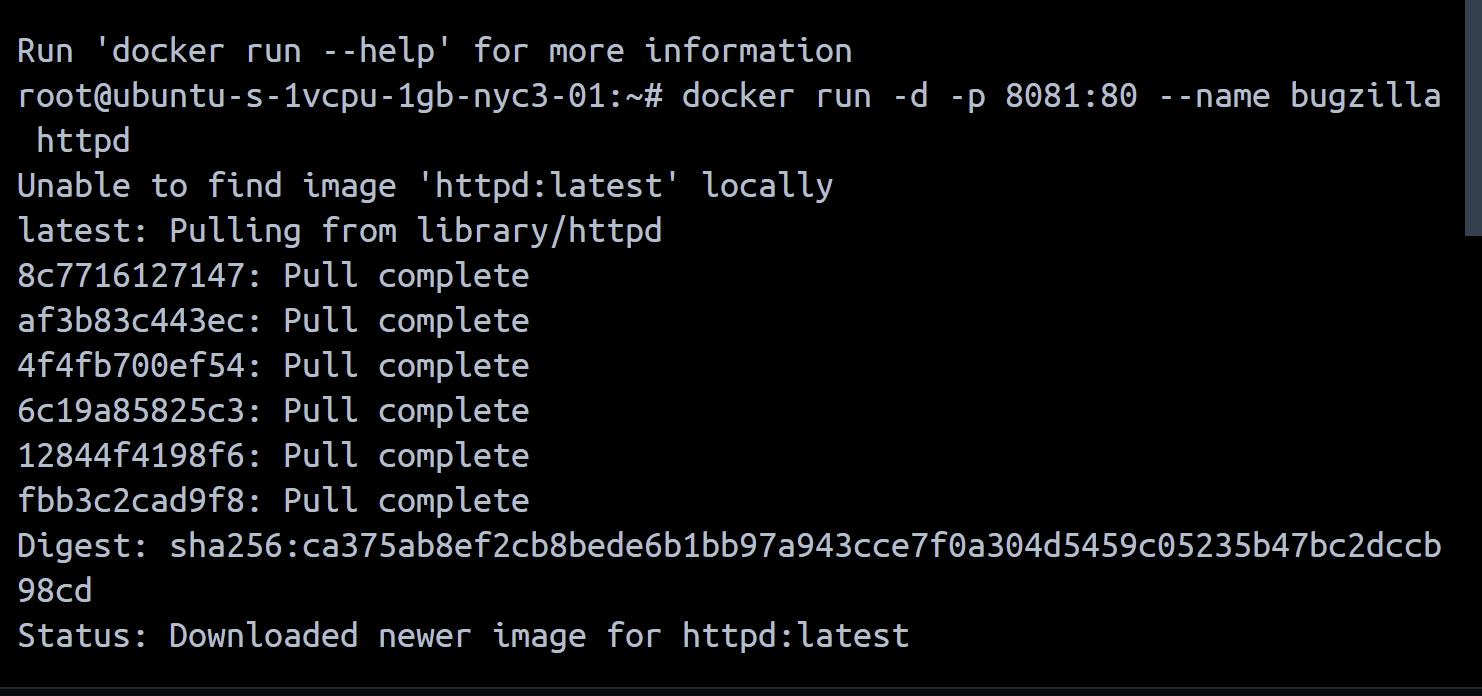 Run 'docker run --help' for more information
root@ubuntu-s-1vcpu-1gb-nyc3-01:~# docker run -d -p 8081:80 --name bugzilla
 httpd
Unable to find image 'httpd:latest' locally
latest: Pulling from library/httpd
8c7716127147: Pull complete
af3b83c443ec: Pull complete
4f4fb700ef54: Pull complete
6c19a85825c3: Pull complete
12844f4198f6: Pull complete
fbb3c2cad9f8: Pull complete
Digest: sha256:ca375ab8ef2cb8bede6b1bb97a943cce7f0a304d5459c05235b47bc2dccb
98cd
Status: Downloaded newer image for httpd:latest